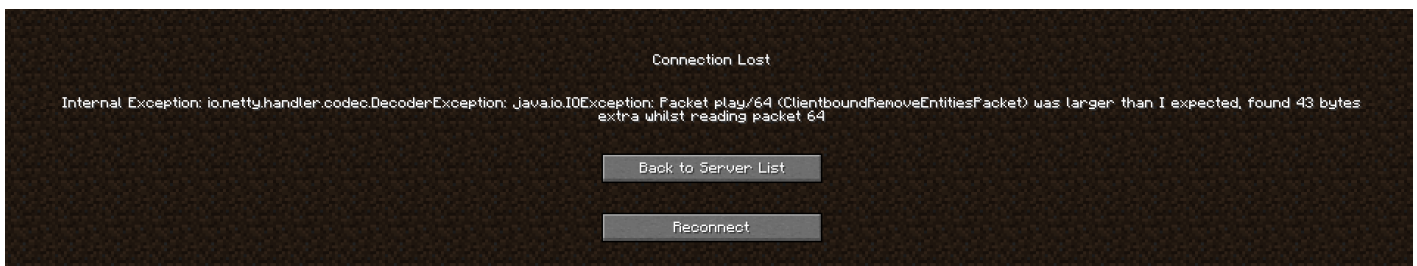 Connection Lost
Internal Exception: io.netty.handler.codec.DecoderException: java.io.IOException: Packet play/64 (ClientboundRemoveEntitiesPacket) was larger than I expected, found 43 bytes
extra whilst reading packet 64
Back to Server List
Reconnect